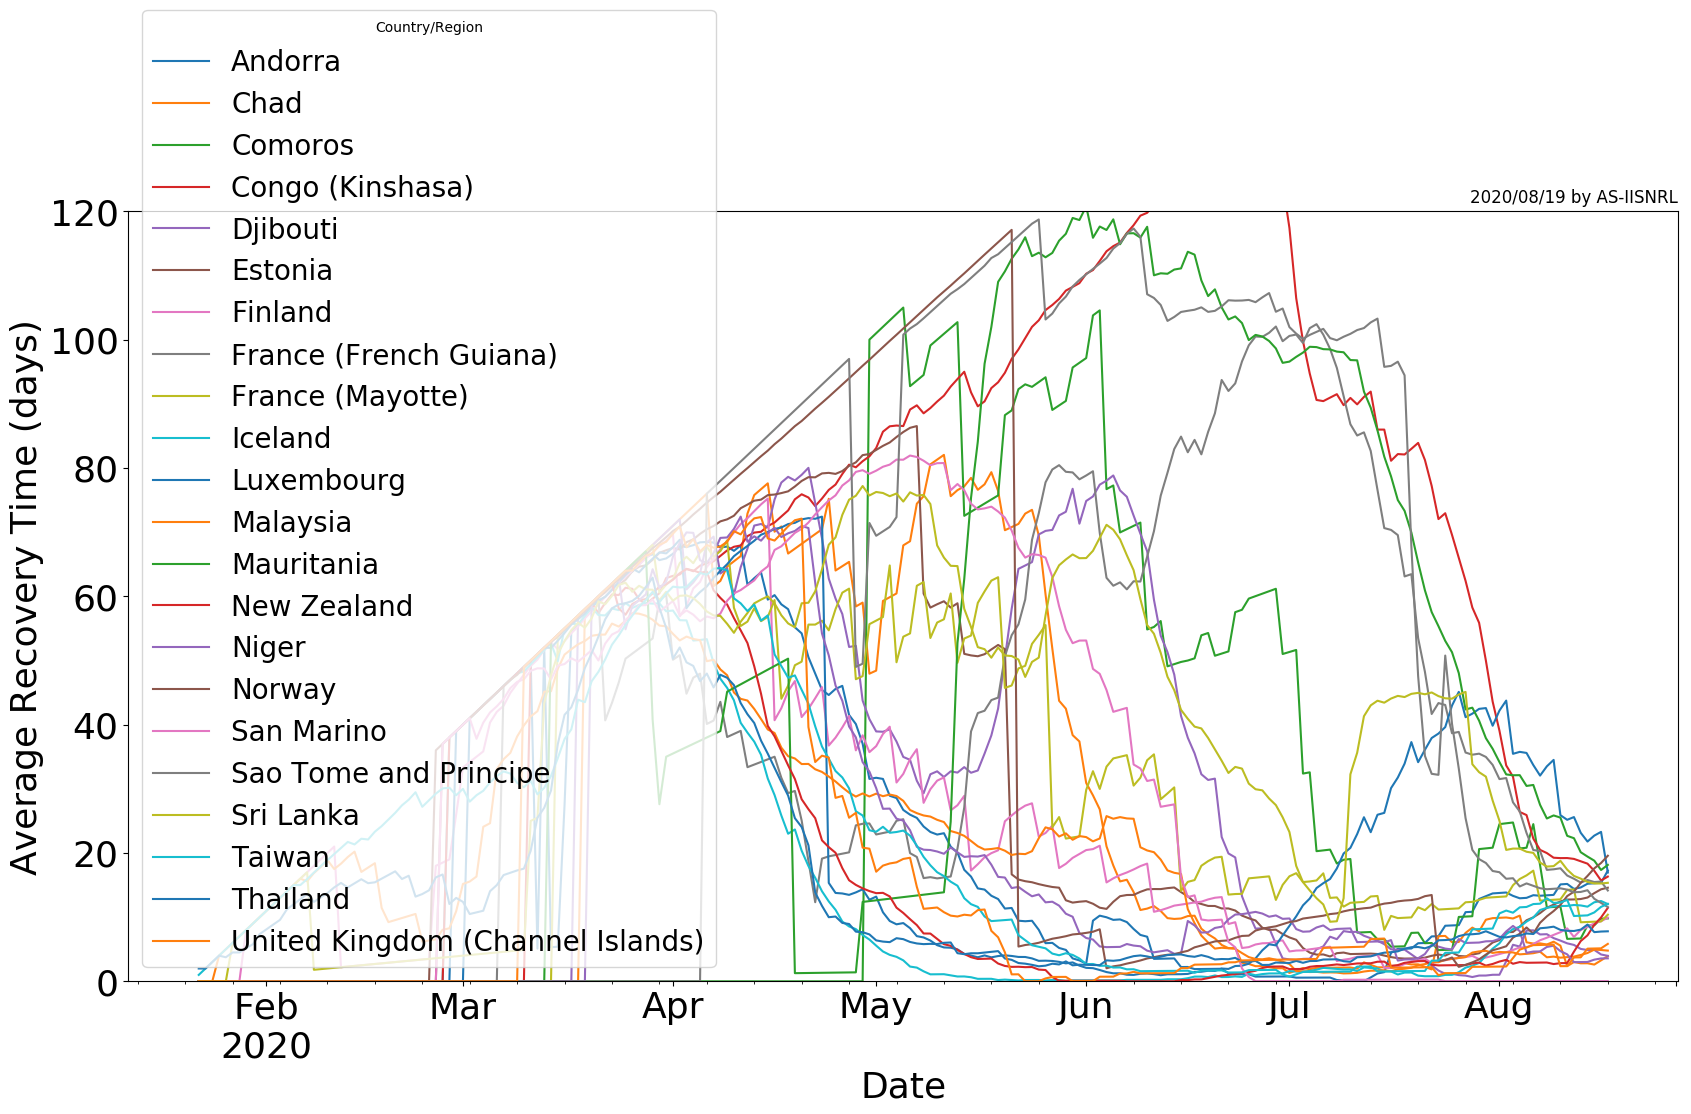 Country/Region
Andorra
Chad
Comoros
Congo (Kinshasa)
Djibouti
Estonia
Finland
France (French Guiana)
France (Mayotte)
Iceland
Luxembourg
Malaysia
Mauritania
New Zealand
Niger
Norway
San Marino
Sao Tome and Principe
Sri Lanka
Taiwan
Thailand
United Kingdom (Channel Islands)
2020/08/19 by AS-IISNRL
Average Recovery Time (days)
120
100
80
60
40
20
0
Feb Mar Apr May Jun Jul Aug
2020
Date